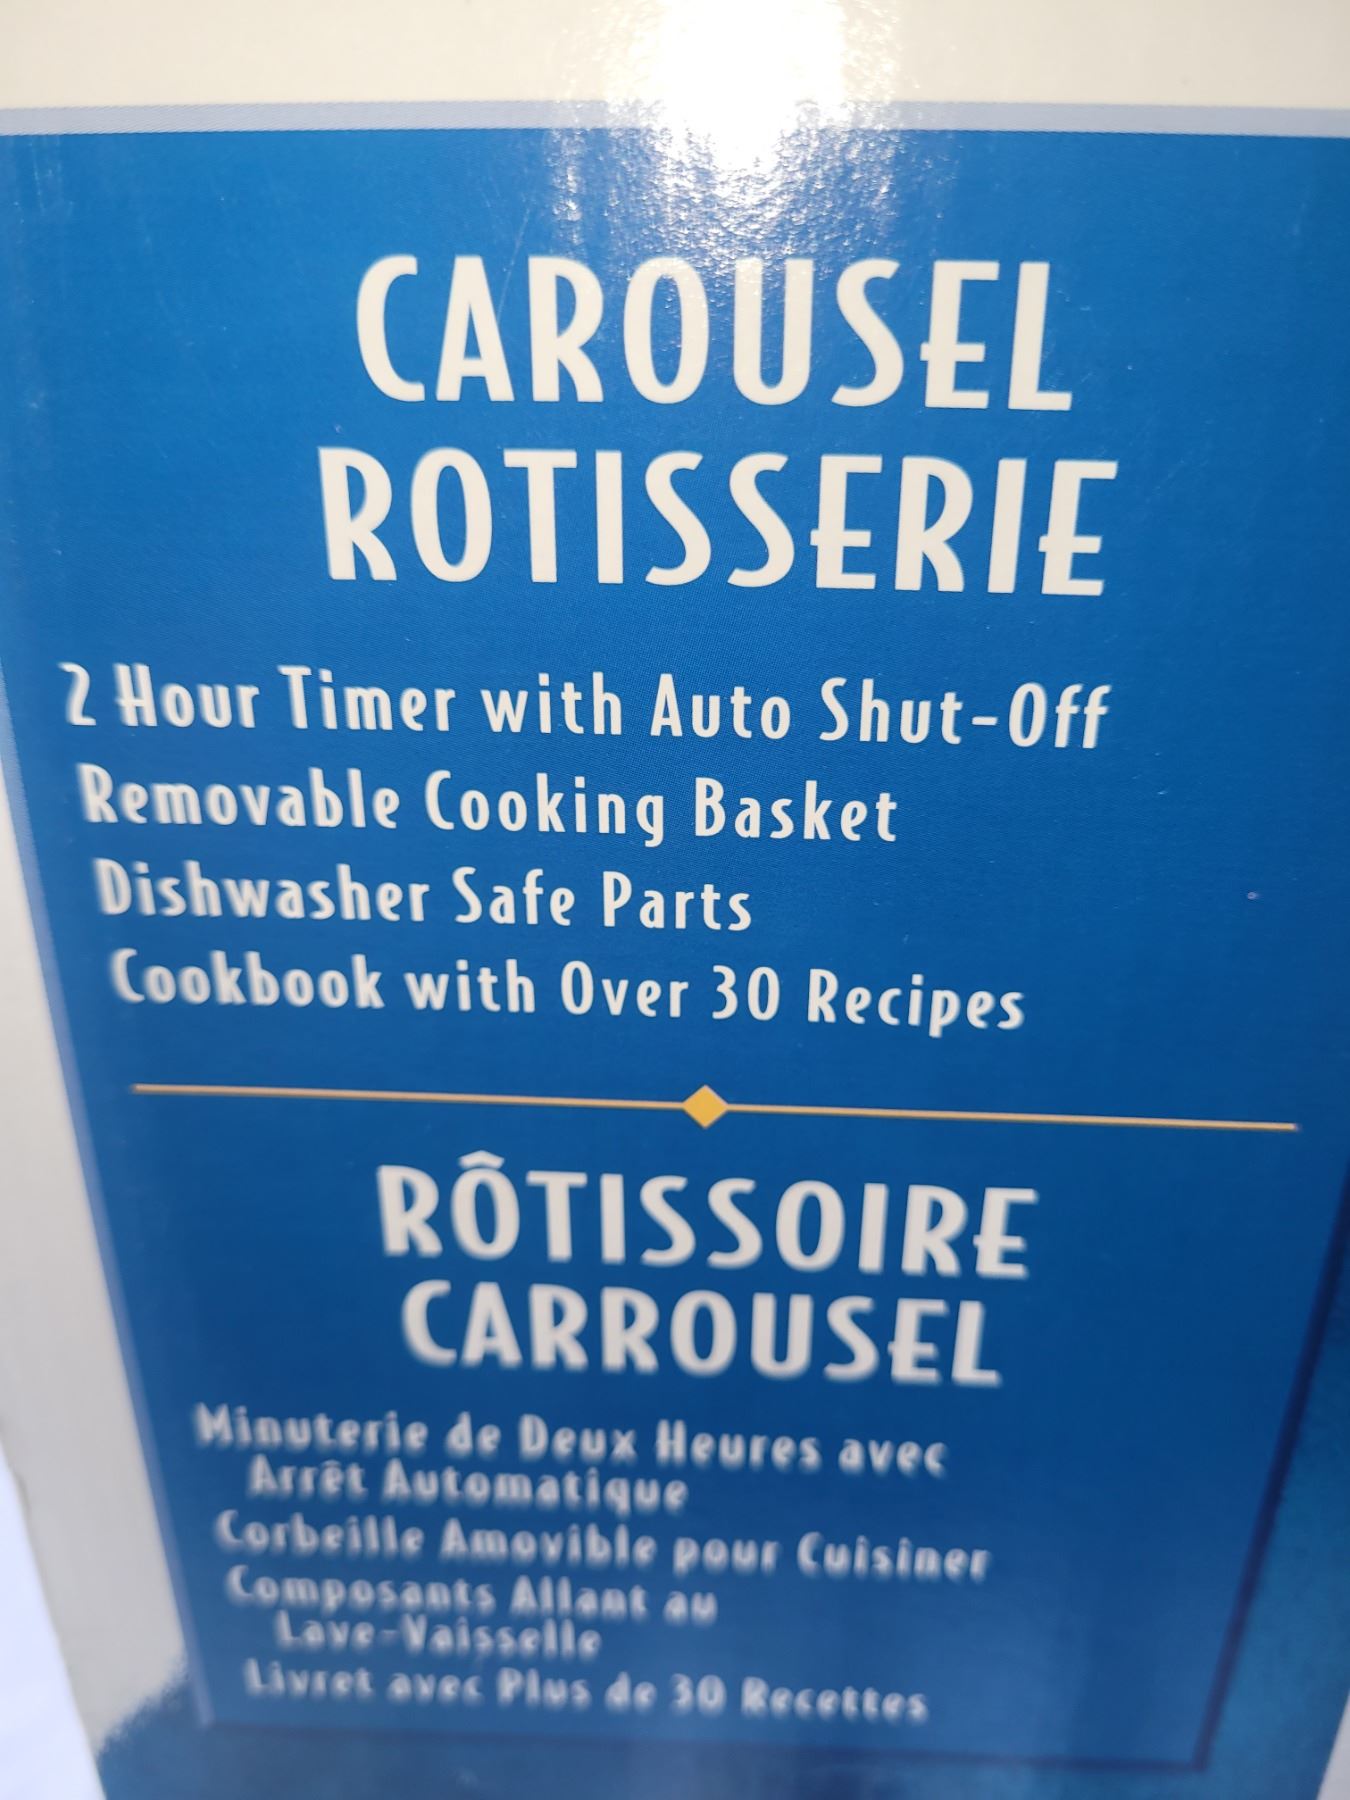 CAROUSEL
ROTISSERIE
2 Hour Timer with Auto Shut-Off
Removable Cooking Basket
Dishwasher Safe Parts
Cookbook with Over 30 Recipes
RÔTISSOIRE
CARROUSEL
Minuterie de Deux Heures avec
Arrêt Automatique
Corbeille Amovible pour Cuisiner
Composants Allant au
Lave-Vaisselle
Livret avec Plus de 30 Recettes